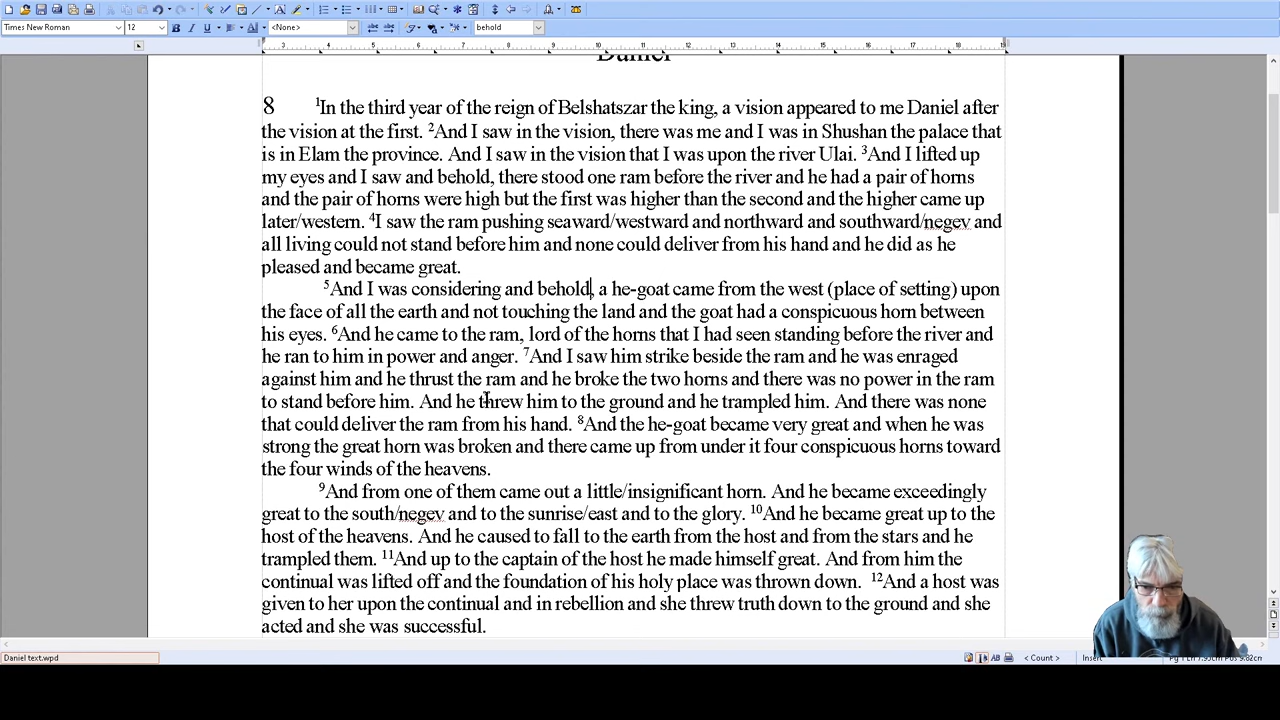 Times New Roman 12 <None> behold
3 4 5 6 7 8 9 10 11 12 13 14 15 16 17 18 19
Daniel
8 ¹In the third year of the reign of Belshatszar the king, a vision appeared to me Daniel after
the vision at the first. ²And I saw in the vision, there was me and I was in Shushan the palace that
is in Elam the province. And I saw in the vision that I was upon the river Ulai. ³And I lifted up
my eyes and I saw and behold, there stood one ram before the river and he had a pair of horns
and the pair of horns were high but the first was higher than the second and the higher came up
later/western. ⁴I saw the ram pushing seaward/westward and northward and southward/negev and
all living could not stand before him and none could deliver from his hand and he did as he
pleased and became great.
⁵And I was considering and behold, a he-goat came from the west (place of setting) upon
the face of all the earth and not touching the land and the goat had a conspicuous horn between
his eyes. ⁶And he came to the ram, lord of the horns that I had seen standing before the river and
he ran to him in power and anger. ⁷And I saw him strike beside the ram and he was enraged
against him and he thrust the ram and he broke the two horns and there was no power in the ram
to stand before him. And he threw him to the ground and he trampled him. And there was none
that could deliver the ram from his hand. ⁸And the he-goat became very great and when he was
strong the great horn was broken and there came up from under it four conspicuous horns toward
the four winds of the heavens.
⁹And from one of them came out a little/insignificant horn. And he became exceedingly
great to the south/negev and to the sunrise/east and to the glory. ¹⁰And he became great up to the
host of the heavens. And he caused to fall to the earth from the host and from the stars and he
trampled them. ¹¹And up to the captain of the host he made himself great. And from him the
continual was lifted off and the foundation of his holy place was thrown down. ¹²And a host was
given to her upon the continual and in rebellion and she threw truth down to the ground and she
acted and she was successful.
Daniel text.wpd < Count > Insert